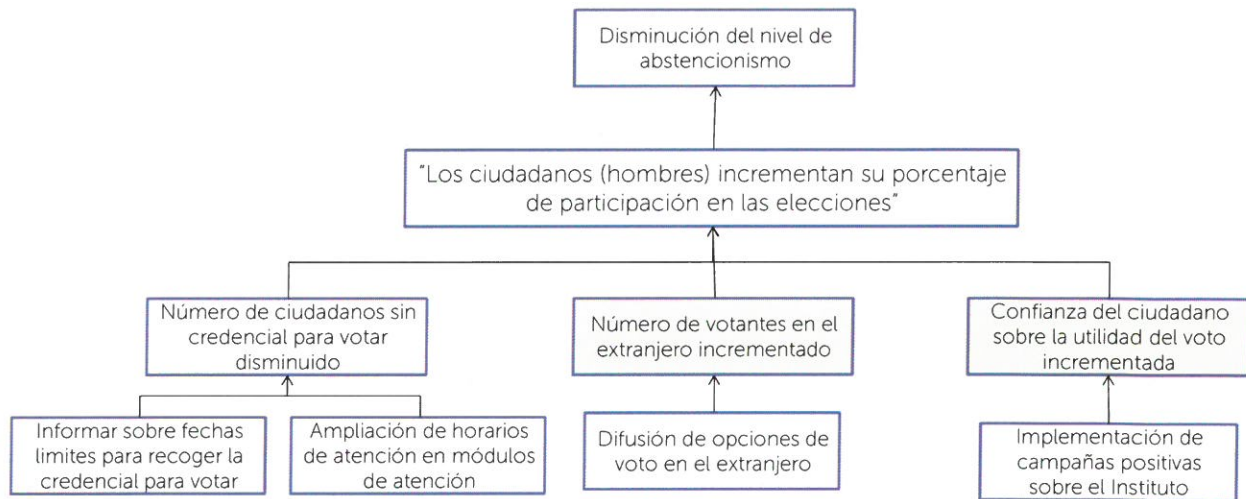 Disminución del nivel de
abstencionismo
"Los ciudadanos (hombres) incrementan su porcentaje
de participación en las elecciones"
Número de ciudadanos sin
credencial para votar
disminuido
Número de votantes en el
extranjero incrementado
Confianza del ciudadano
sobre la utilidad del voto
incrementada
Informar sobre fechas
limites para recoger la
credencial para votar
Ampliación de horarios
de atención en módulos
de atención
Difusión de opciones de
voto en el extranjero
Implementación de
campañas positivas
sobre el Instituto